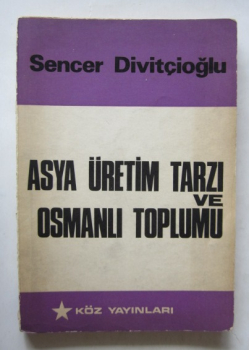 Sencer Divitçioğlu
ASYA ÜRETİM TARZI
VE
OSMANLI TOPLUMU
KÖZ YAYINLARI